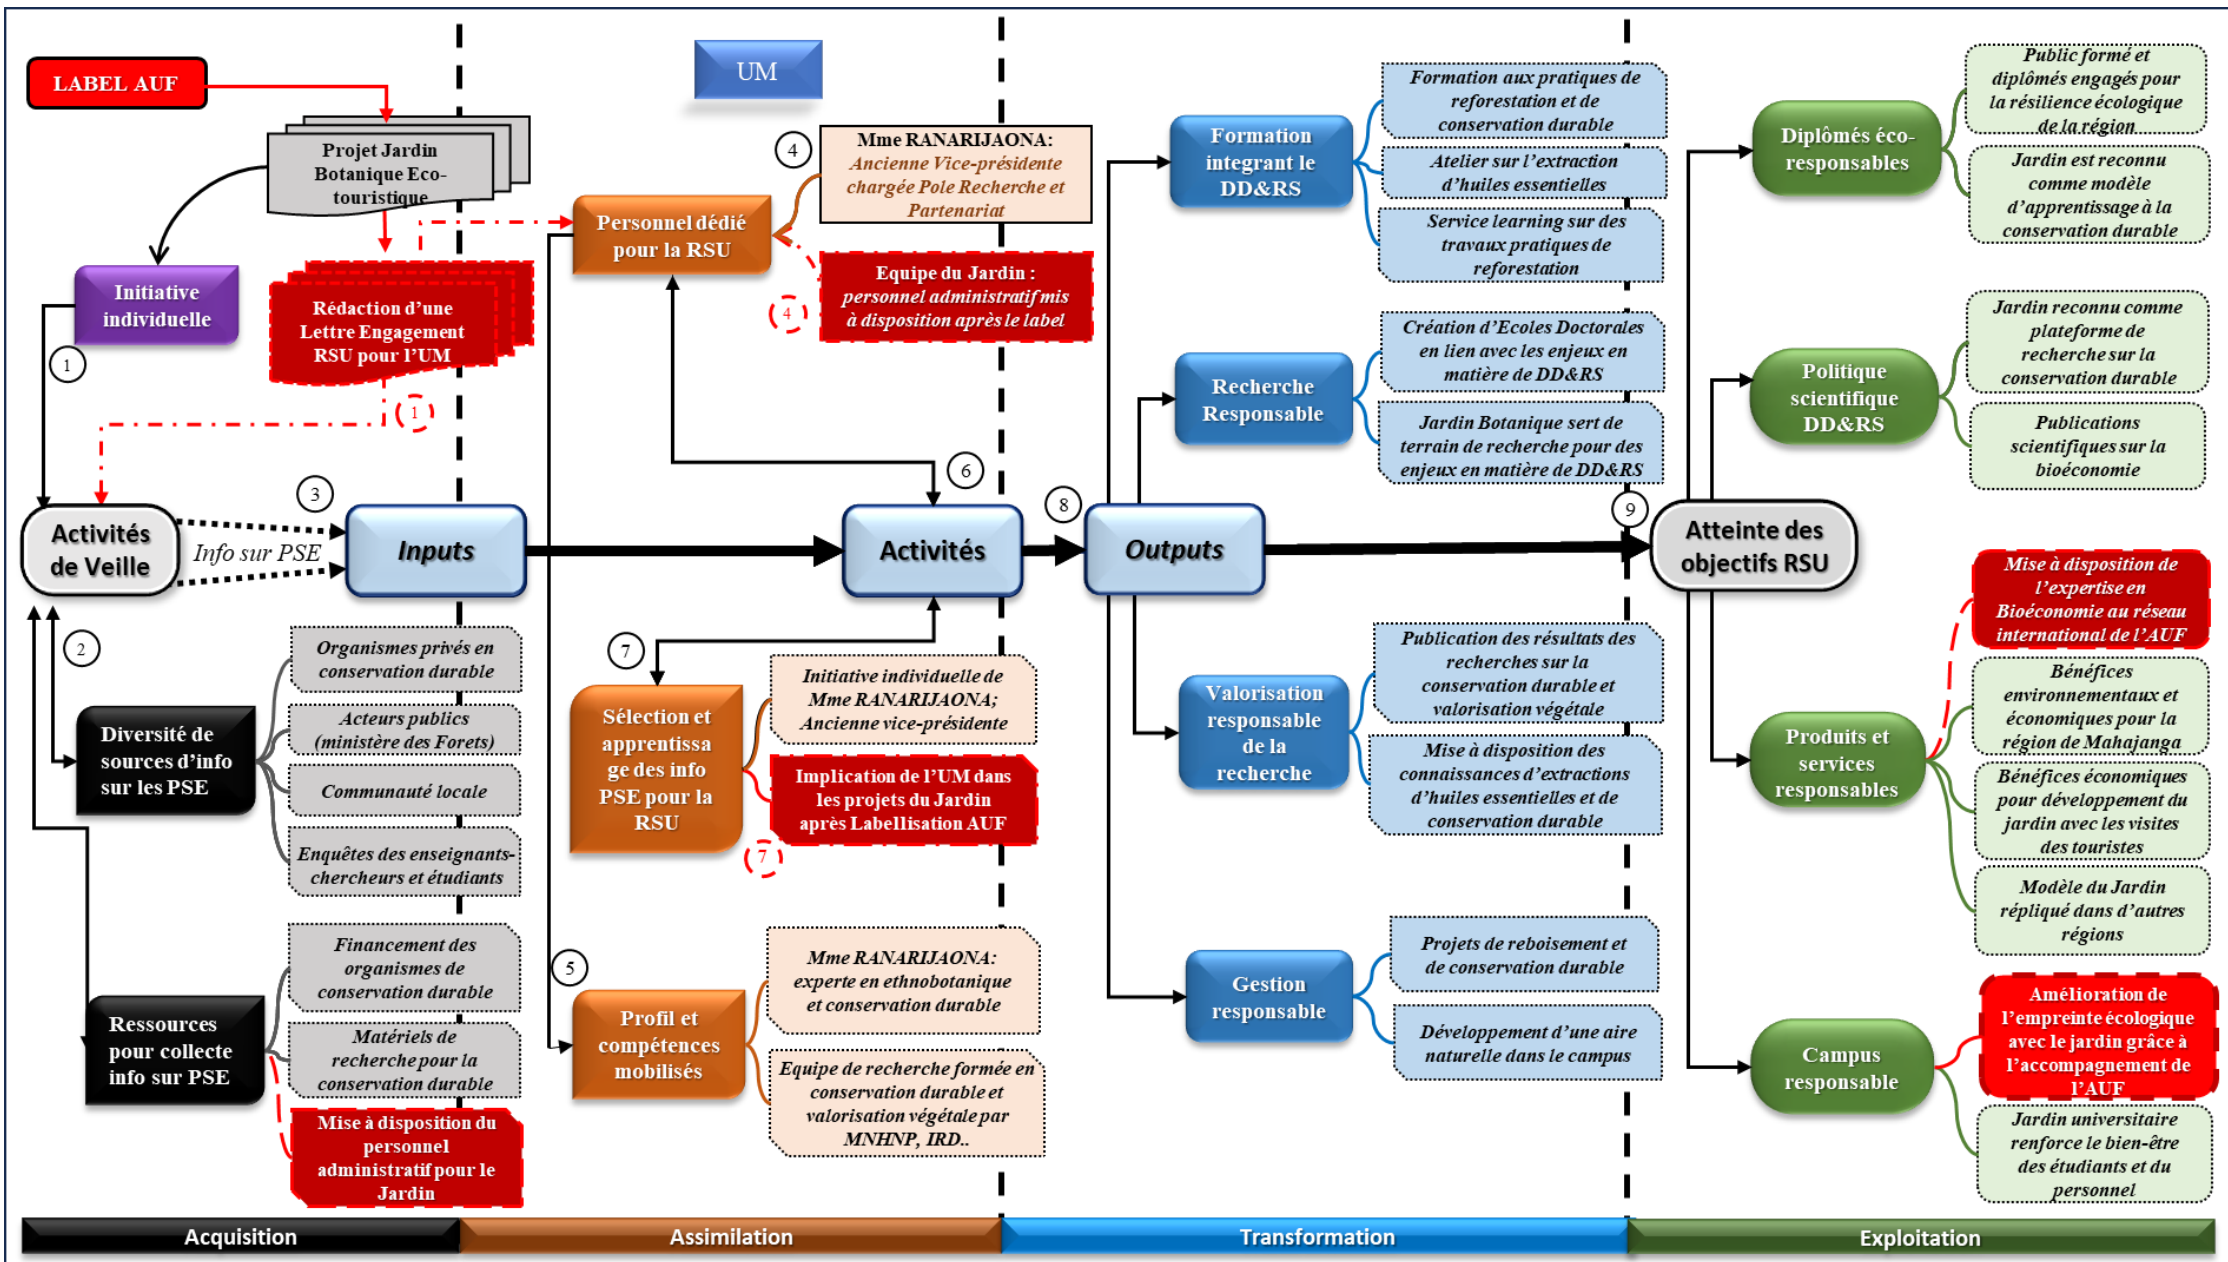 LABEL AUF
Projet Jardin
Botanique Eco-
touristique
Initiative
individuelle
1
Rédaction d'une
Lettre Engagement
RSU pour l'UM
1
Activités
de Veille
3
Info sur PSE
Inputs
2
Diversité de
sources d'info
sur les PSE
Organismes privés en
conservation durable
Acteurs publics
(ministère des Forets)
Communauté locale
Enquêtes des enseignants-
chercheurs et étudiants
Ressources
pour collecte
info sur PSE
Financement des
organismes de
conservation durable
Matériels de
recherche pour la
conservation durable
Mise à disposition du
personnel
administratif pour le
Jardin
UM
4
Mme RANARIJAONA:
Ancienne Vice-présidente
chargée Pole Recherche et
Partenariat
Personnel dédié
pour la RSU
4
Equipe du Jardin :
personnel administratif mis
à disposition après le label
6
Activités
7
Sélection et
apprentissa
ge des info
PSE pour la
RSU
Initiative individuelle de
Mme RANARIJAONA;
Ancienne vice-présidente
Implication de l'UM dans
les projets du Jardin
après Labellisation AUF
7
5
Profil et
compétences
mobilisés
Mme RANARIJAONA:
experte en ethnobotanique
et conservation durable
Equipe de recherche formée en
conservation durable et
valorisation végétale par
MNHNP, IRD..
8
Outputs
Formation
integrant le
DD&RS
Formation aux pratiques de
reforestation et de
conservation durable
Atelier sur l'extraction
d'huiles essentielles
Service learning sur des
travaux pratiques de
reforestation
Recherche
Responsable
Création d'Ecoles Doctorales
en lien avec les enjeux en
matière de DD&RS
Jardin Botanique sert de
terrain de recherche pour des
enjeux en matière de DD&RS
Valorisation
responsable
de la
recherche
Publication des résultats des
recherches sur la
conservation durable et
valorisation végétale
Mise à disposition des
connaissances d'extractions
d'huiles essentielles et de
conservation durable
Gestion
responsable
Projets de reboisement et
de conservation durable
Développement d'une aire
naturelle dans le campus
9
Atteinte des
objectifs RSU
Diplômés éco-
responsables
Public formé et
diplômés engagés pour
la résilience écologique
de la région
Jardin est reconnu
comme modèle
d'apprentissage à la
conservation durable
Politique
scientifique
DD&RS
Jardin reconnu comme
plateforme de
recherche sur la
conservation durable
Publications
scientifiques sur la
bioéconomie
Produits et
services
responsables
Mise à disposition de
l'expertise en
Bioéconomie au réseau
international de l'AUF
Bénéfices
environnementaux et
économiques pour la
région de Mahajanga
Bénéfices économiques
pour développement du
jardin avec les visites
des touristes
Modèle du Jardin
répliqué dans d'autres
régions
Campus
responsable
Amélioration de
l'empreinte écologique
avec le jardin grâce à
l'accompagnement de
l'AUF
Jardin universitaire
renforce le bien-être
des étudiants et du
personnel
Acquisition
Assimilation
Transformation
Exploitation